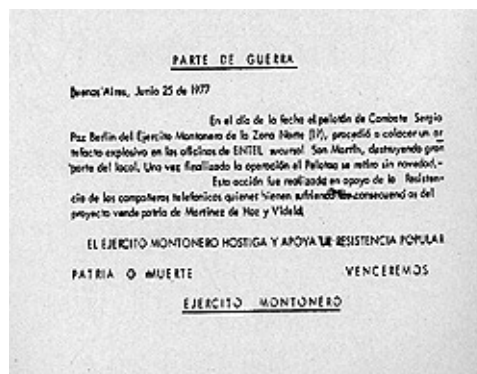 PARTE DE GUERRA
Buenos Aires, Junio 25 de 1977
En el día de la fecha el pelotón de Combate Sergio
Paz Berlin del Ejercito Montonero de la Zona Norte (IV), procedió a colocar un ar
tefacto explosivo en las oficinas de ENTEL sucursal San Martín, destruyendo gran
parte del local. Una vez finalizada la operación el Pelotón se retiro sin novedad.-
Esta acción fue realizada en apoyo de la Resisten-
cia de los compañeros telefonicos quienes vienen sufriendo las consecuencias del
proyecto vende patria de Martinez de Hoz y Videla.
EL EJERCITO MONTONERO HOSTIGA Y APOYA LA RESISTENCIA POPULAR
PATRIA O MUERTE VENCEREMOS
EJERCITO MONTONERO